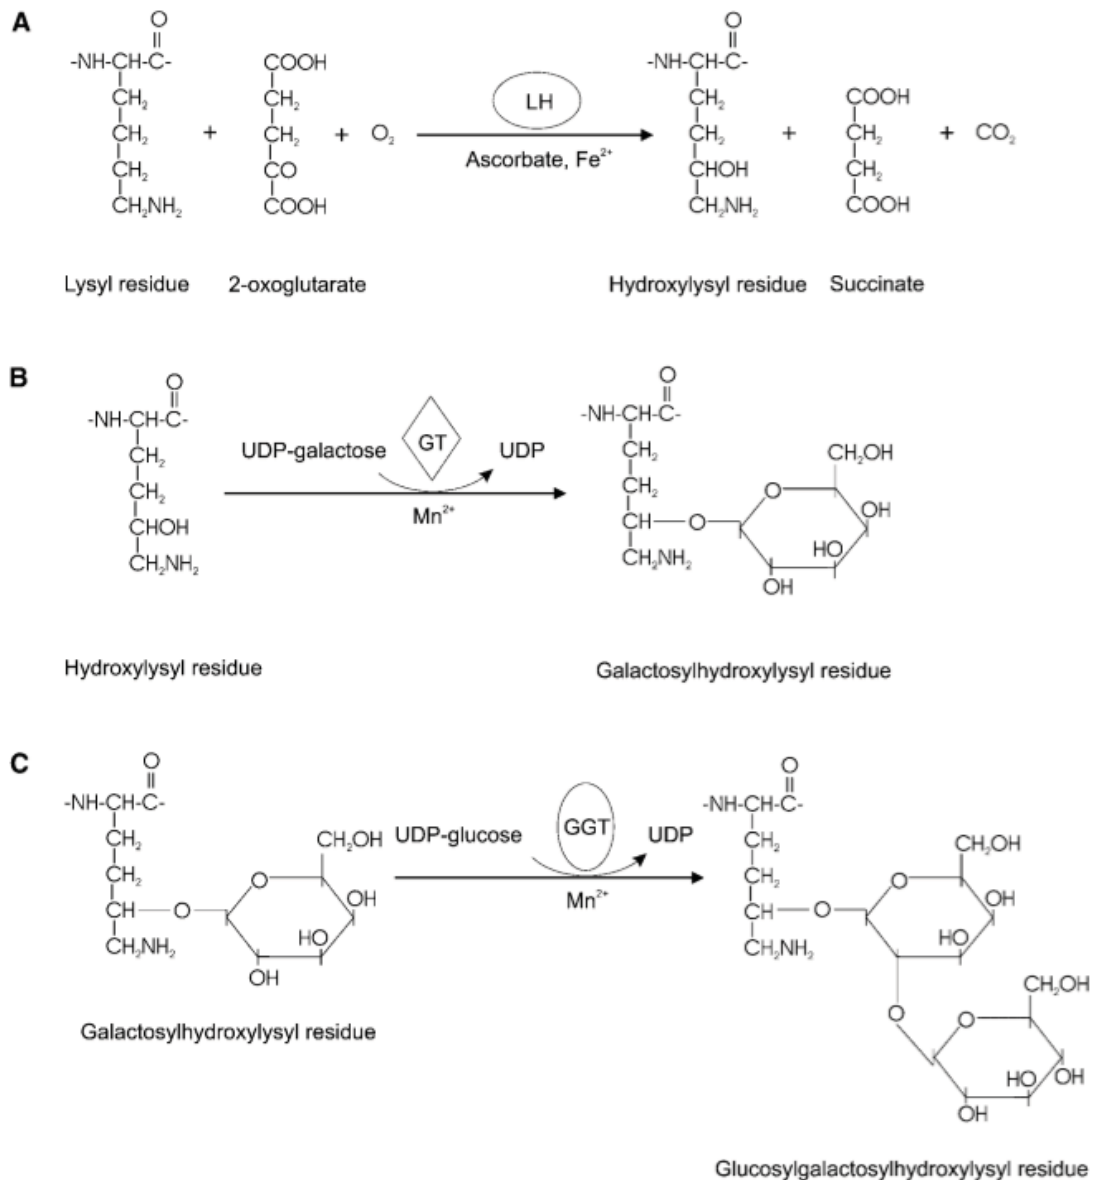 A
O
O
-NH-CH-C-
COOH
-NH-CH-C-
CH₂
CH₂
LH
CH₂
COOH
CH₂ + CH₂ + O₂
CH₂ + CH₂ + CO₂
CH₂
CO
Ascorbate, Fe²⁺
CHOH
CH₂
CH₂NH₂
COOH
CH₂NH₂
COOH
Lysyl residue 2-oxoglutarate
Hydroxylysyl residue Succinate
B
O
O
-NH-CH-C-
-NH-CH-C-
CH₂
UDP-galactose GT UDP
CH₂
CH₂OH
CH₂
Mn²⁺
CH₂
O
OH
CHOH
CH
O
HO
CH₂NH₂
CH₂NH₂
OH
Hydroxylysyl residue
Galactosylhydroxylysyl residue
C
O
O
-NH-CH-C-
-NH-CH-C-
CH₂
CH₂OH
UDP-glucose GGT UDP
CH₂
CH₂OH
CH₂
O
OH
Mn²⁺
CH₂
O
OH
CH
O
HO
CH
O
HO
CH₂NH₂
OH
CH₂NH₂
CH₂OH
Galactosylhydroxylysyl residue
O
O
HO
OH
OH
Glucosylgalactosylhydroxylysyl residue